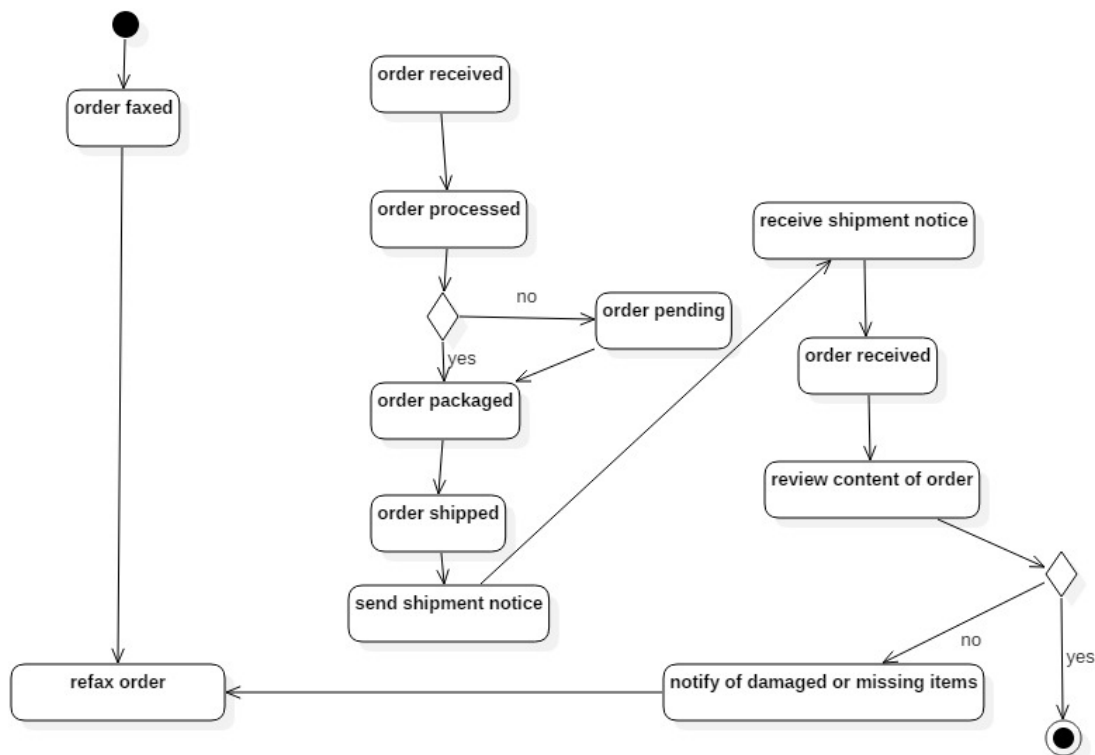 order faxed
order received
order processed
no
order pending
yes
order packaged
order shipped
send shipment notice
receive shipment notice
order received
review content of order
no
yes
notify of damaged or missing items
refax order